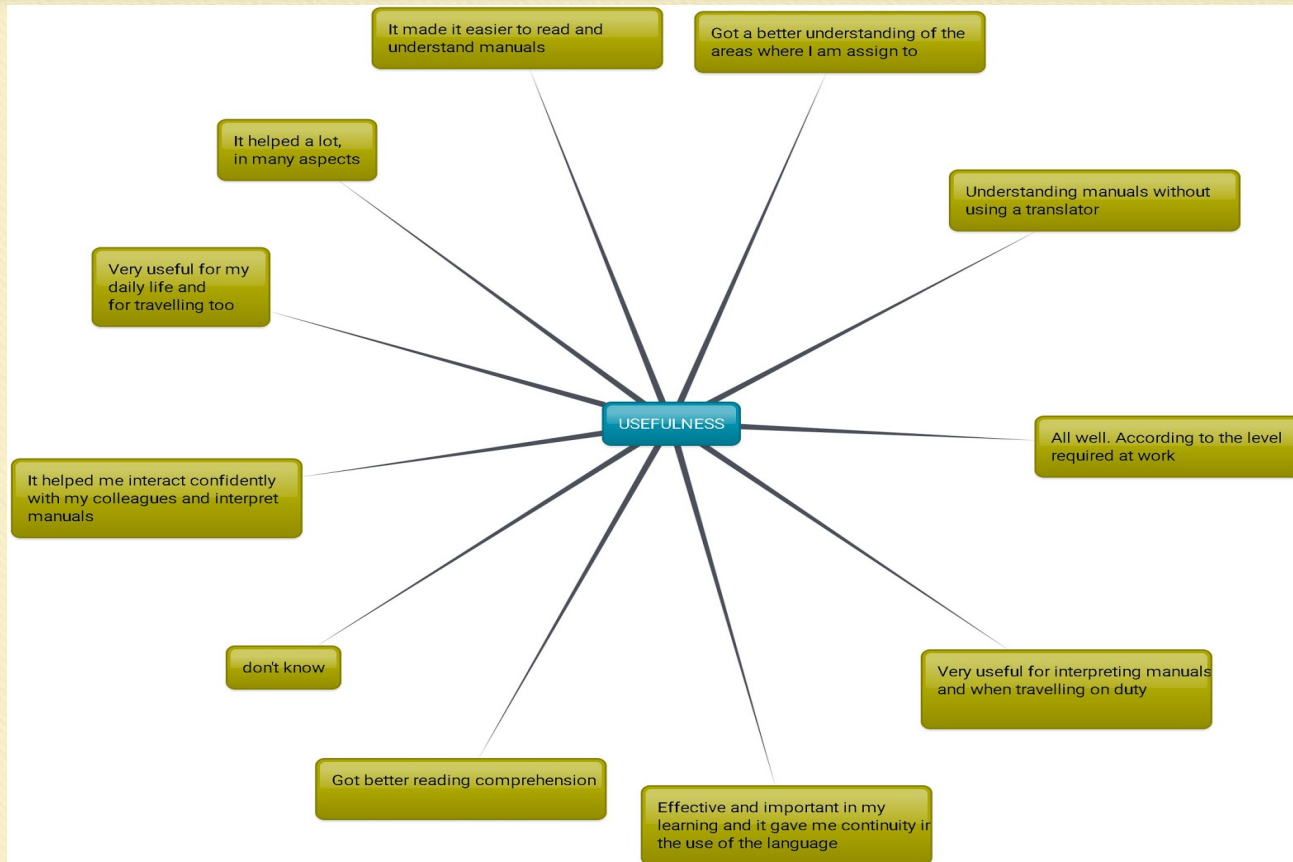 It made it easier to read and
understand manuals
Got a better understanding of the
areas where I am assign to
It helped a lot,
in many aspects
Understanding manuals without
using a translator
Very useful for my
daily life and
for travelling too
USEFULNESS
All well. According to the level
required at work
It helped me interact confidently
with my colleagues and interpret
manuals
don't know
Very useful for interpreting manuals
and when travelling on duty
Got better reading comprehension
Effective and important in my
learning and it gave me continuity in
the use of the language